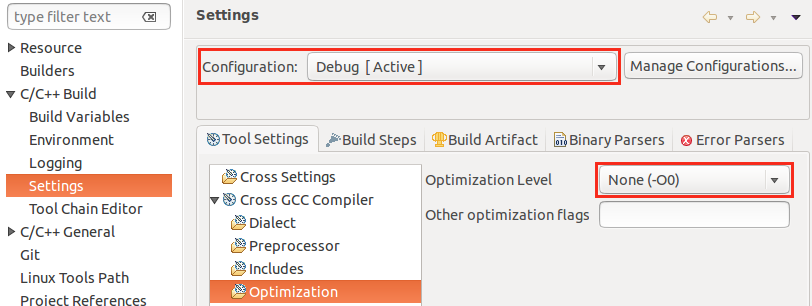 type filter text
Resource
Builders
C/C++ Build
Build Variables
Environment
Logging
Settings
Tool Chain Editor
C/C++ General
Git
Linux Tools Path
Project References
Settings
Configuration: Debug [ Active ] Manage Configurations...
Tool Settings Build Steps Build Artifact Binary Parsers Error Parsers
Cross Settings
Cross GCC Compiler
Dialect
Preprocessor
Includes
Optimization
Optimization Level None (-O0)
Other optimization flags